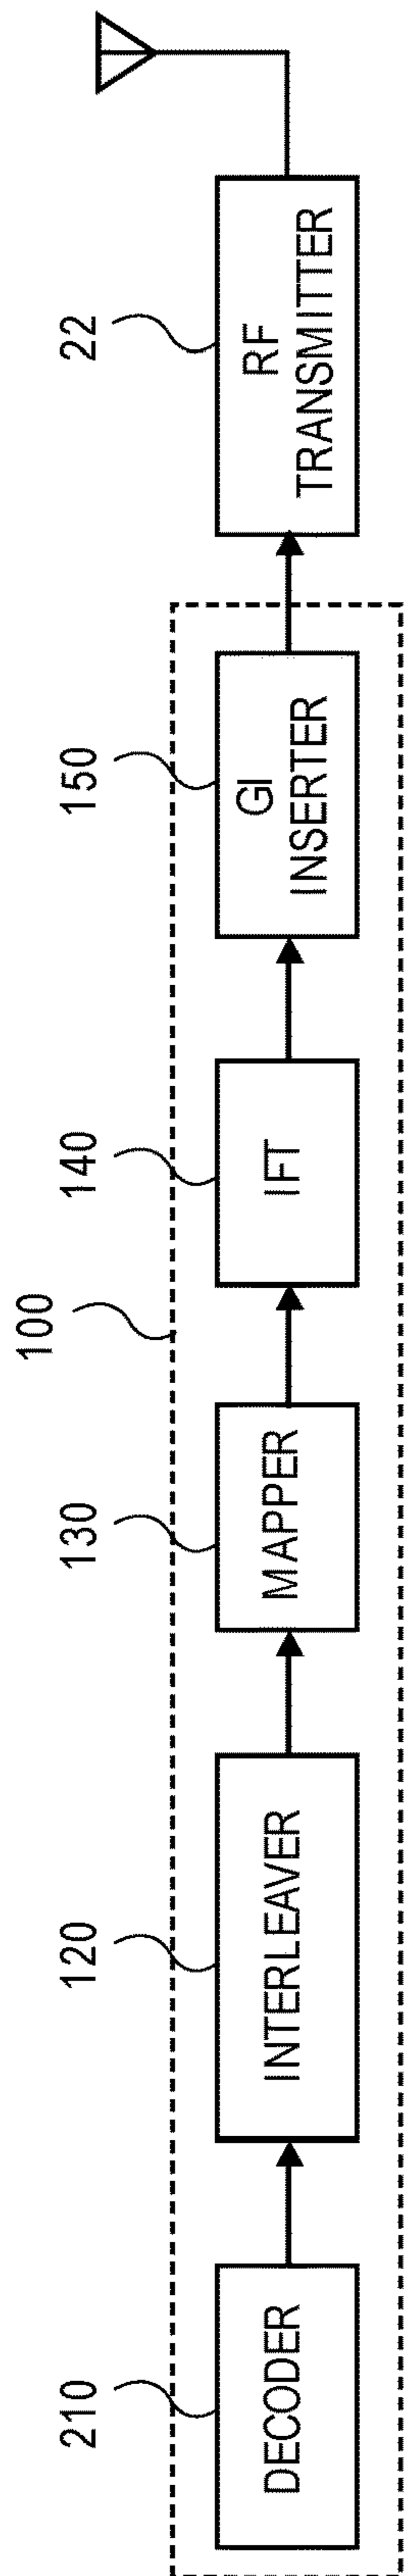 100
210
DECODER
120
INTERLEAVER
130
MAPPER
140
IFT
150
GI
INSERTER
22
RF
TRANSMITTER